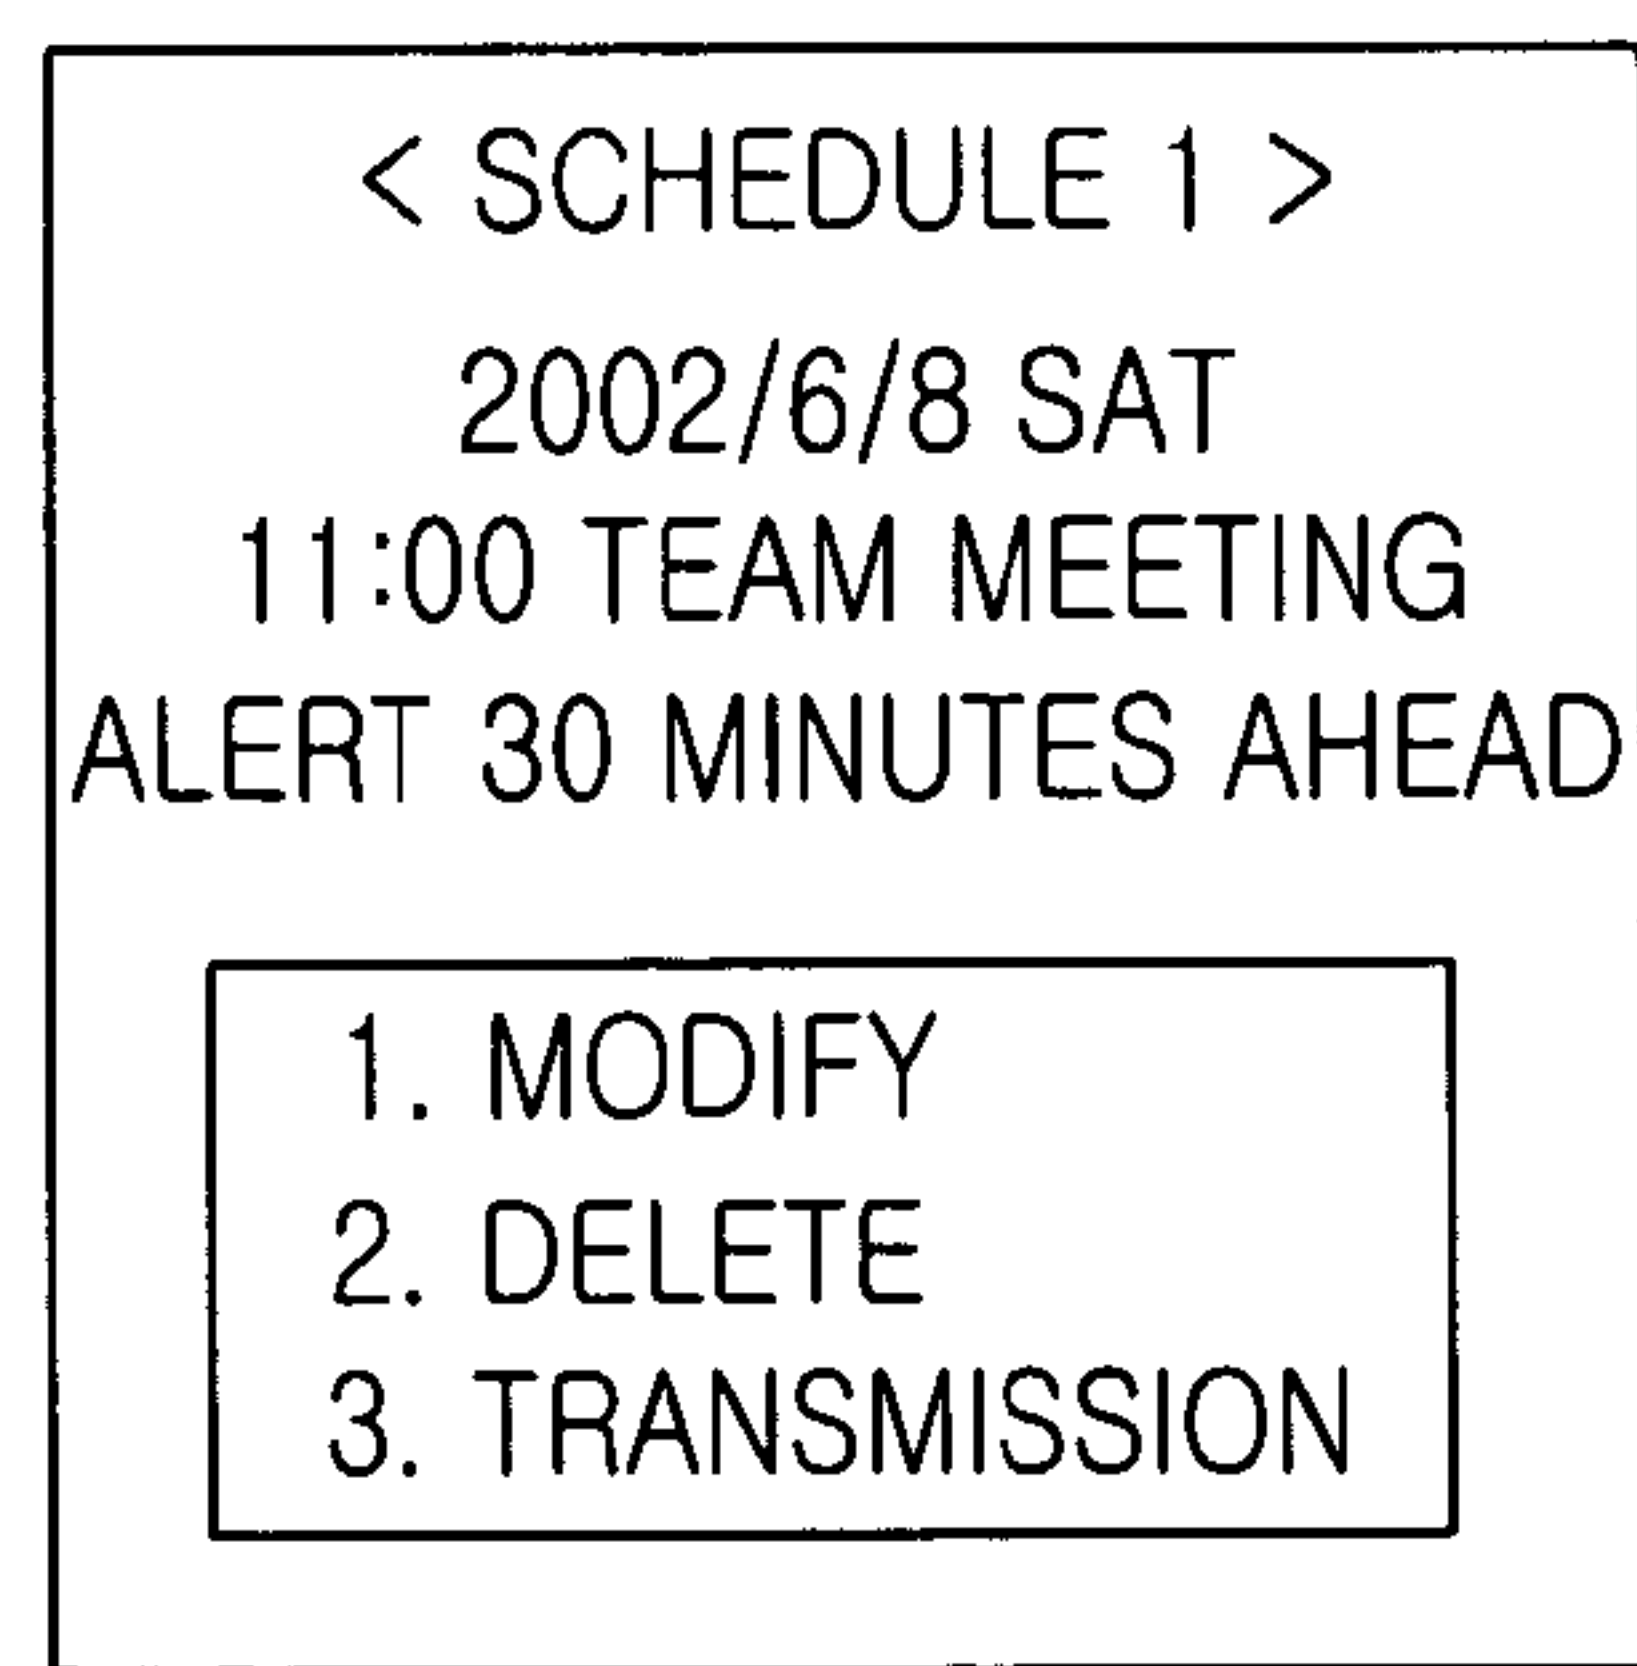 < SCHEDULE 1 >
2002/6/8 SAT
11:00 TEAM MEETING
ALERT 30 MINUTES AHEAD
1. MODIFY
2. DELETE
3. TRANSMISSION